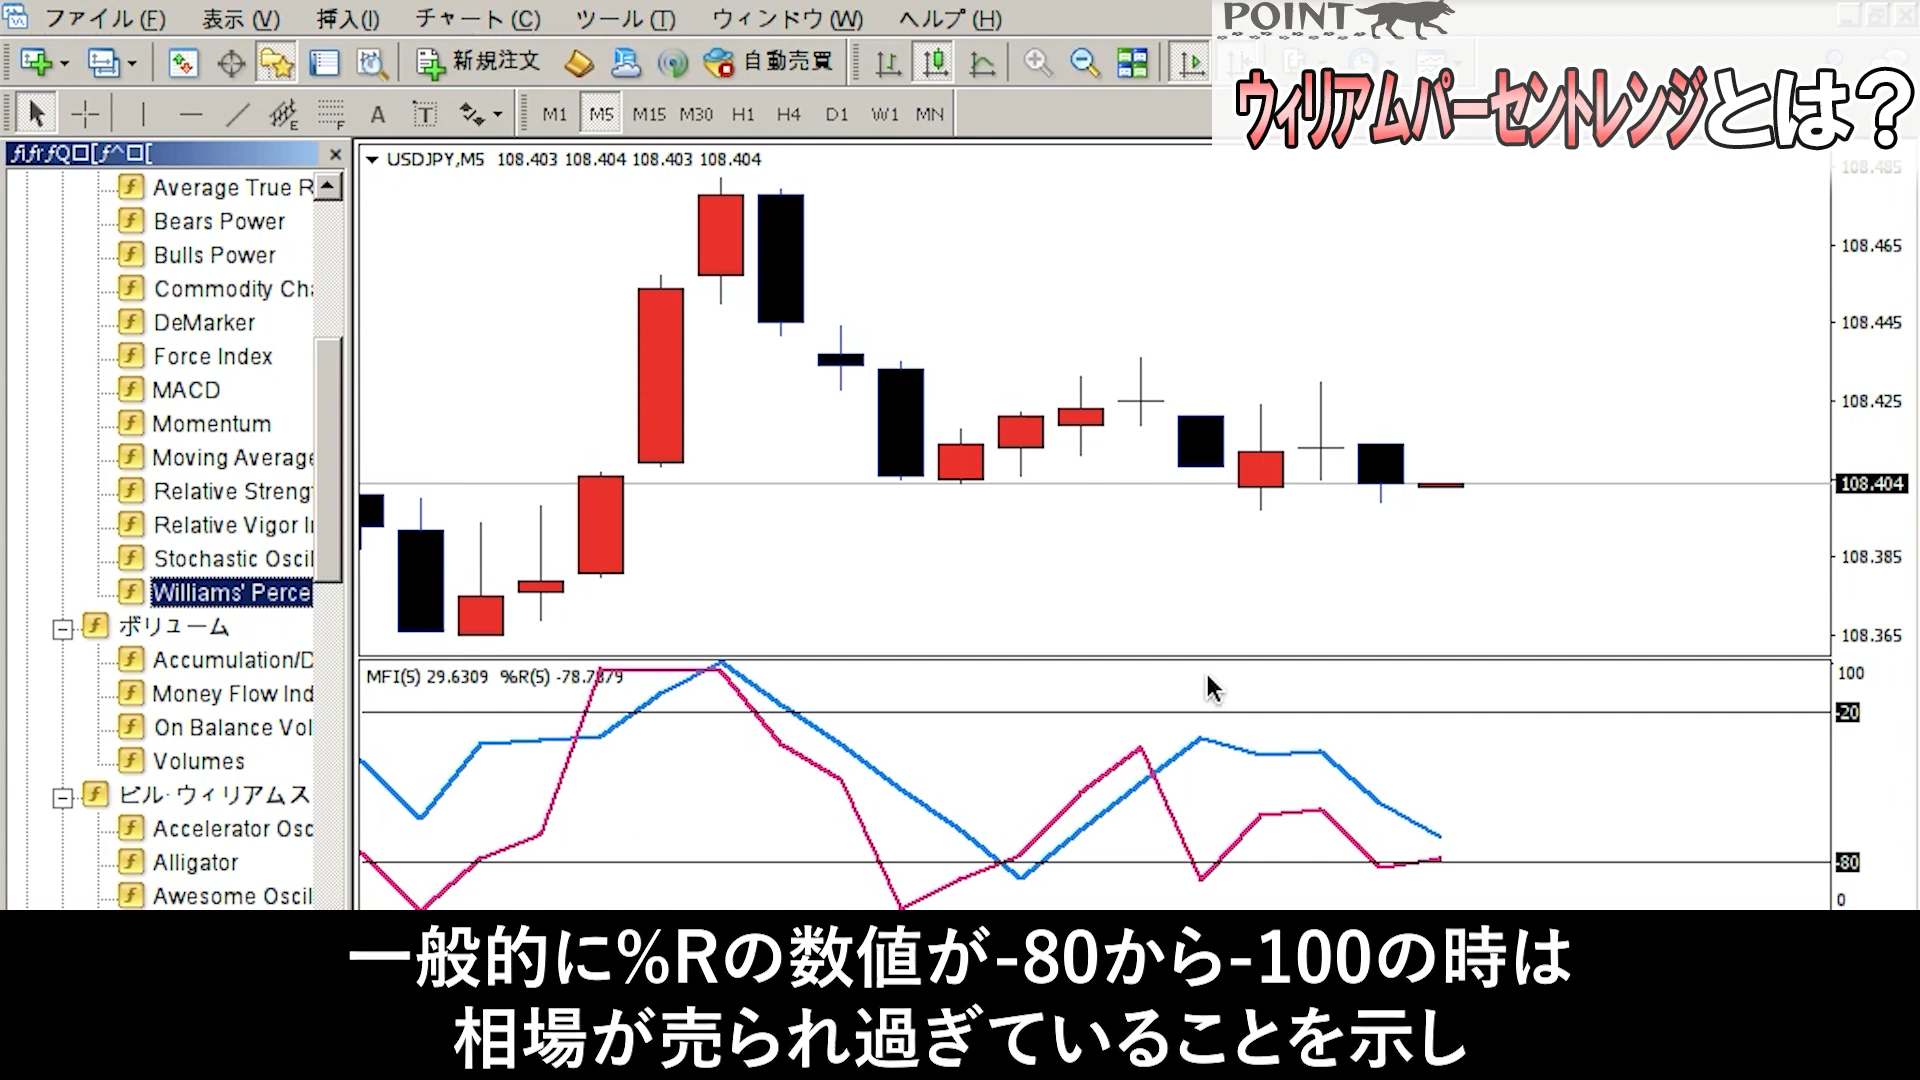 ファイル (F) 表示 (V) 挿入(I) チャート (C) ツール (T) ウィンドウ (W) ヘルプ (H)
POINT
新規注文 自動売買
ウィリアムパーセントレンジとは？
A T E F M1 M5 M15 M30 H1 H4 D1 W1 MN
USDJPY,M5 108.403 108.404 108.403 108.404
Average True R
Bears Power
Bulls Power
Commodity Cha
DeMarker
Force Index
MACD
Momentum
Moving Average
Relative Streng
Relative Vigor I
Stochastic Oscil
Williams' Perce
ボリューム
Accumulation/D
Money Flow Ind
On Balance Vol
Volumes
ビル·ウィリアムス
Accelerator Osc
Alligator
Awesome Oscil
108.485
108.465
108.445
108.425
108.404
108.385
108.365
MFI(5) 29.6309 %R(5) -78.7379
100
-20
-80
0
一般的に%Rの数値が-80から-100の時は
相場が売られ過ぎていることを示し